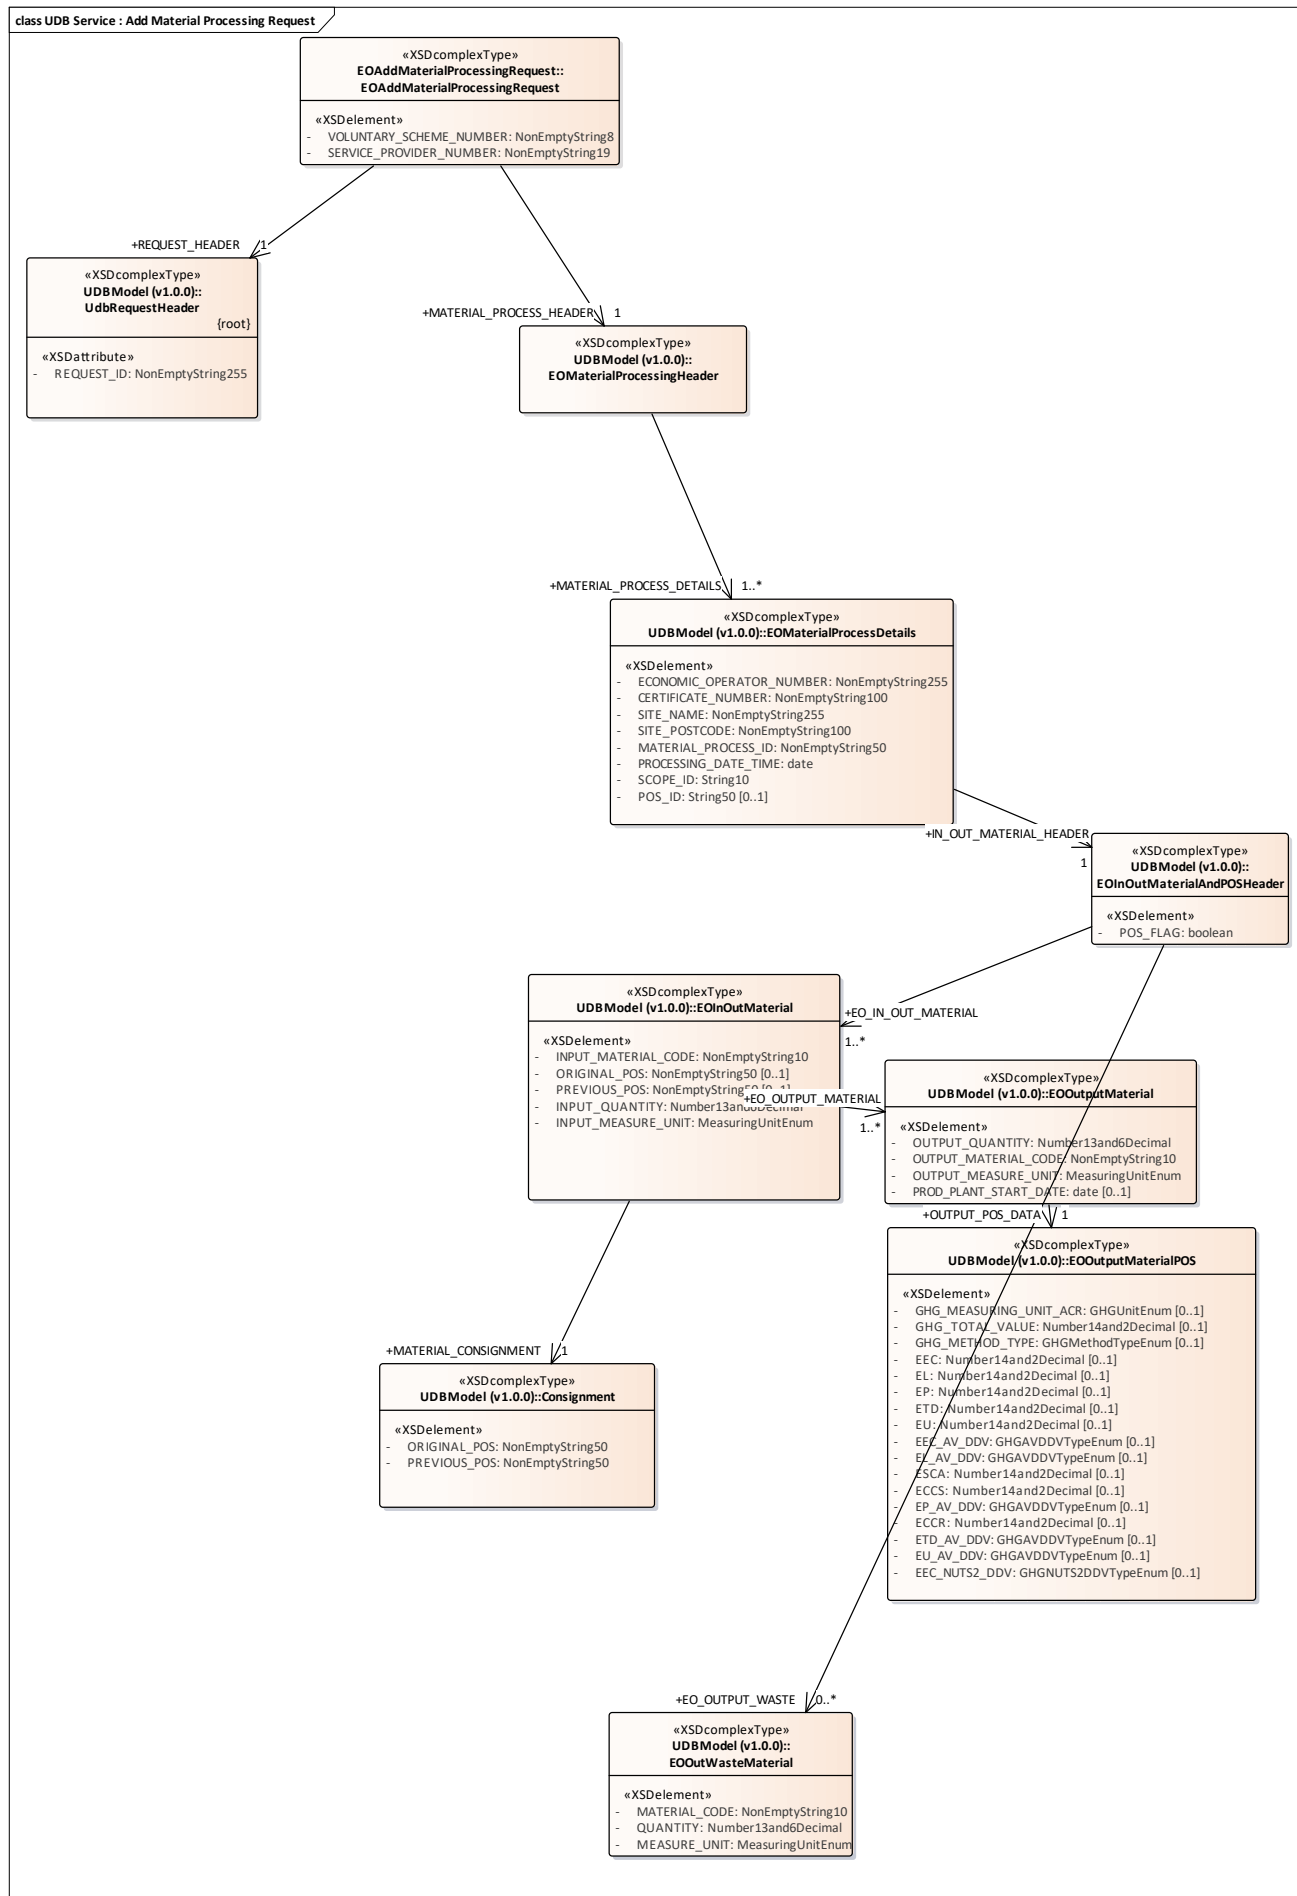 class UDB Service : Add Material Processing Request
«XSDcomplexType»
EOAddMaterialProcessingRequest::
EOAddMaterialProcessingRequest
«XSDelement»
- VOLUNTARY_SCHEME_NUMBER: NonEmptyString8
- SERVICE_PROVIDER_NUMBER: NonEmptyString19
+REQUEST_HEADER 1
«XSDcomplexType»
UDBModel (v1.0.0)::
UdbRequestHeader
{root}
«XSDattribute»
- REQUEST_ID: NonEmptyString255
+MATERIAL_PROCESS_HEADER 1
«XSDcomplexType»
UDBModel (v1.0.0)::
EOMaterialProcessingHeader
+MATERIAL_PROCESS_DETAILS 1..*
«XSDcomplexType»
UDBModel (v1.0.0)::EOMaterialProcessDetails
«XSDelement»
- ECONOMIC_OPERATOR_NUMBER: NonEmptyString255
- CERTIFICATE_NUMBER: NonEmptyString100
- SITE_NAME: NonEmptyString255
- SITE_POSTCODE: NonEmptyString100
- MATERIAL_PROCESS_ID: NonEmptyString50
- PROCESSING_DATE_TIME: date
- SCOPE_ID: String10
- POS_ID: String50 [0..1]
+IN_OUT_MATERIAL_HEADER
1
«XSDcomplexType»
UDBModel (v1.0.0)::
EOInOutMaterialAndPOSHeader
«XSDelement»
- POS_FLAG: boolean
+EO_IN_OUT_MATERIAL
1..*
«XSDcomplexType»
UDBModel (v1.0.0)::EOInOutMaterial
«XSDelement»
- INPUT_MATERIAL_CODE: NonEmptyString10
- ORIGINAL_POS: NonEmptyString50 [0..1]
- PREVIOUS_POS: NonEmptyString50 [0..1]
- INPUT_QUANTITY: Number13and6Decimal
- INPUT_MEASURE_UNIT: MeasuringUnitEnum
+EO_OUTPUT_MATERIAL
1..*
«XSDcomplexType»
UDBModel (v1.0.0)::EOOutputMaterial
«XSDelement»
- OUTPUT_QUANTITY: Number13and6Decimal
- OUTPUT_MATERIAL_CODE: NonEmptyString10
- OUTPUT_MEASURE_UNIT: MeasuringUnitEnum
- PROD_PLANT_START_DATE: date [0..1]
+OUTPUT_POS_DATA 1
«XSDcomplexType»
UDBModel (v1.0.0)::EOOutputMaterialPOS
«XSDelement»
- GHG_MEASURING_UNIT_ACR: GHGUnitEnum [0..1]
- GHG_TOTAL_VALUE: Number14and2Decimal [0..1]
- GHG_METHOD_TYPE: GHGMethodTypeEnum [0..1]
- EEC: Number14and2Decimal [0..1]
- EL: Number14and2Decimal [0..1]
- EP: Number14and2Decimal [0..1]
- ETD: Number14and2Decimal [0..1]
- EU: Number14and2Decimal [0..1]
- EEC_AV_DDV: GHGAVDDVTypeEnum [0..1]
- EL_AV_DDV: GHGAVDDVTypeEnum [0..1]
- ESCA: Number14and2Decimal [0..1]
- ECCS: Number14and2Decimal [0..1]
- EP_AV_DDV: GHGAVDDVTypeEnum [0..1]
- ECCR: Number14and2Decimal [0..1]
- ETD_AV_DDV: GHGAVDDVTypeEnum [0..1]
- EU_AV_DDV: GHGAVDDVTypeEnum [0..1]
- EEC_NUTS2_DDV: GHGNUTS2DDVTypeEnum [0..1]
+MATERIAL_CONSIGNMENT 1
«XSDcomplexType»
UDBModel (v1.0.0)::Consignment
«XSDelement»
- ORIGINAL_POS: NonEmptyString50
- PREVIOUS_POS: NonEmptyString50
+EO_OUTPUT_WASTE 0..*
«XSDcomplexType»
UDBModel (v1.0.0)::
EOOutWasteMaterial
«XSDelement»
- MATERIAL_CODE: NonEmptyString10
- QUANTITY: Number13and6Decimal
- MEASURE_UNIT: MeasuringUnitEnum